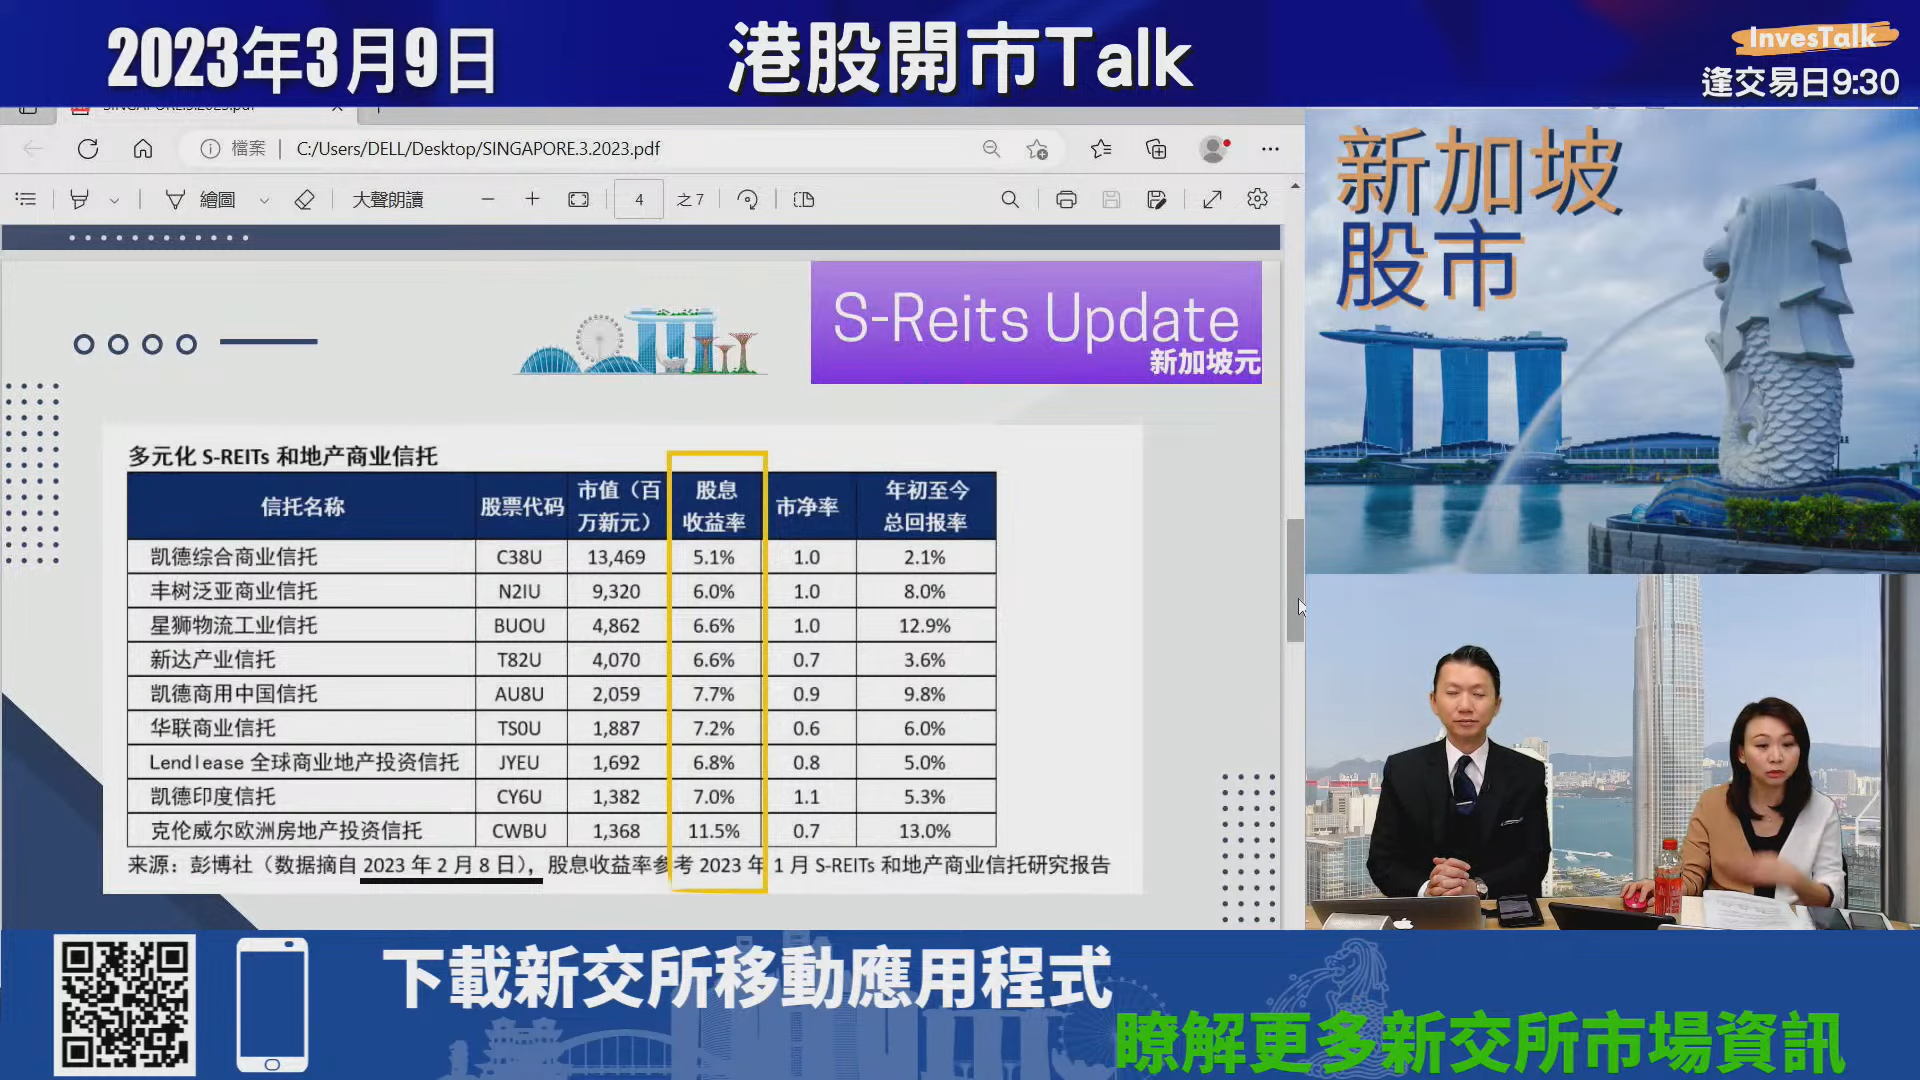 2023年3月9日
港股開市Talk
InvesTalk
逢交易日9:30
SINGAPORE.3.2023.pdf
檔案
C:/Users/DELL/Desktop/SINGAPORE.3.2023.pdf
繪圖
大聲朗讀
4
之 7
S-Reits Update
新加坡元
多元化 S-REITs 和地产商业信托
信托名称 股票代码 市值（百万新元） 股息收益率 市净率 年初至今总回报率
凯德综合商业信托 C38U 13,469 5.1% 1.0 2.1%
丰树泛亚商业信托 N2IU 9,320 6.0% 1.0 8.0%
星狮物流工业信托 BUOU 4,862 6.6% 1.0 12.9%
新达产业信托 T82U 4,070 6.6% 0.7 3.6%
凯德商用中国信托 AU8U 2,059 7.7% 0.9 9.8%
华联商业信托 TS0U 1,887 7.2% 0.6 6.0%
Lendlease 全球商业地产投资信托 JYEU 1,692 6.8% 0.8 5.0%
凯德印度信托 CY6U 1,382 7.0% 1.1 5.3%
克伦威尔欧洲房地产投资信托 CWBU 1,368 11.5% 0.7 13.0%
来源：彭博社（数据摘自 2023 年 2 月 8 日），股息收益率参考 2023 年 1 月 S-REITs 和地产商业信托研究报告
新加坡
股市
下載新交所移動應用程式
瞭解更多新交所市場資訊